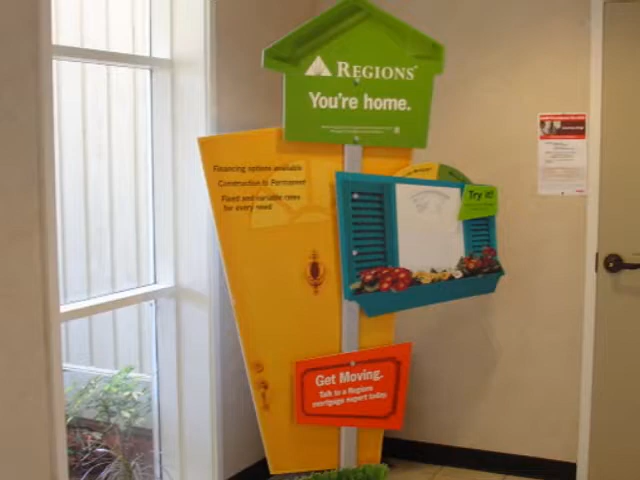 REGIONS
You're home.
Financing options available
Construction to Permanent
Fixed and variable rates
for every need
Try it!
Get Moving.
Talk to a Regions
mortgage expert today.